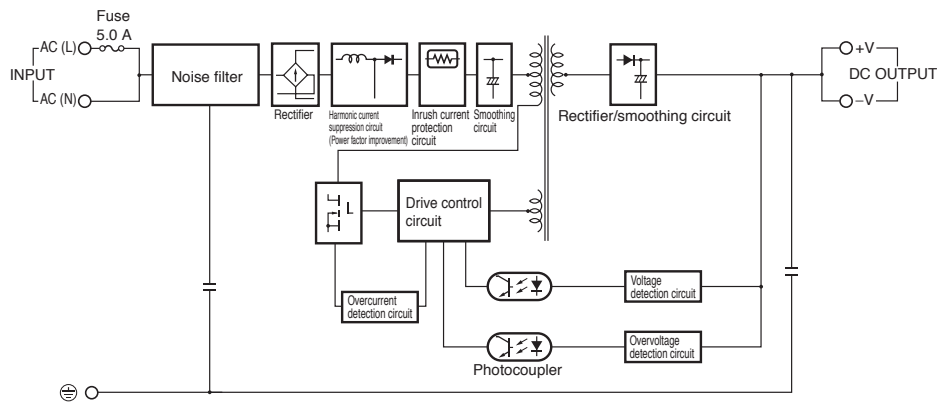 Fuse
5.0 A
AC (L)
INPUT
AC (N)
Noise filter
Rectifier
Harmonic current
suppression circuit
(Power factor improvement)
Inrush current
protection
circuit
Smoothing
circuit
Rectifier/smoothing circuit
+V
DC OUTPUT
–V
Drive control
circuit
Overcurrent
detection circuit
Voltage
detection circuit
Overvoltage
detection circuit
Photocoupler